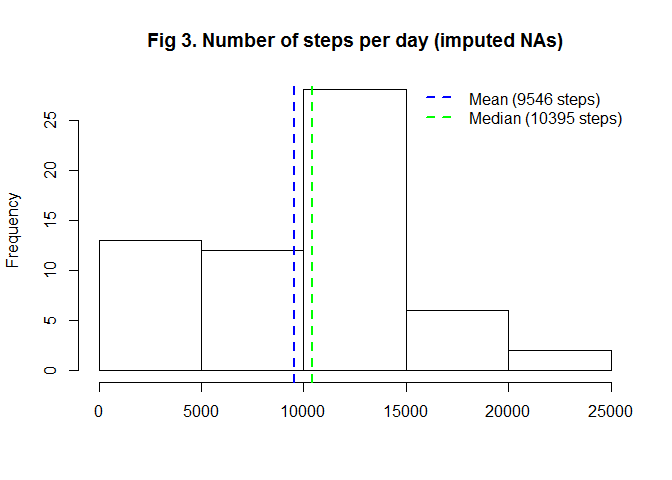 Fig 3. Number of steps per day (imputed NAs)
Mean (9546 steps)
Median (10395 steps)
Frequency
25
20
15
10
5
0
0 5000 10000 15000 20000 25000